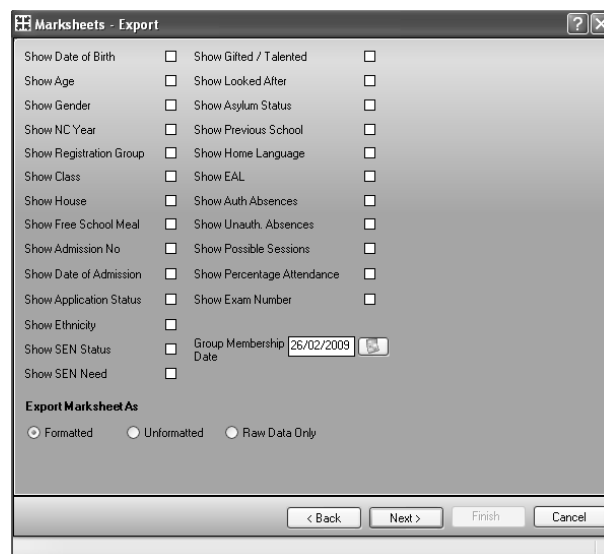 Marksheets - Export
Show Date of Birth
Show Age
Show Gender
Show NC Year
Show Registration Group
Show Class
Show House
Show Free School Meal
Show Admission No
Show Date of Admission
Show Application Status
Show Ethnicity
Show SEN Status
Show SEN Need
Show Gifted / Talented
Show Looked After
Show Asylum Status
Show Previous School
Show Home Language
Show EAL
Show Auth Absences
Show Unauth. Absences
Show Possible Sessions
Show Percentage Attendance
Show Exam Number
Group Membership 26/02/2009
Date
Export Marksheet As
Formatted Unformatted Raw Data Only
< Back Next > Finish Cancel